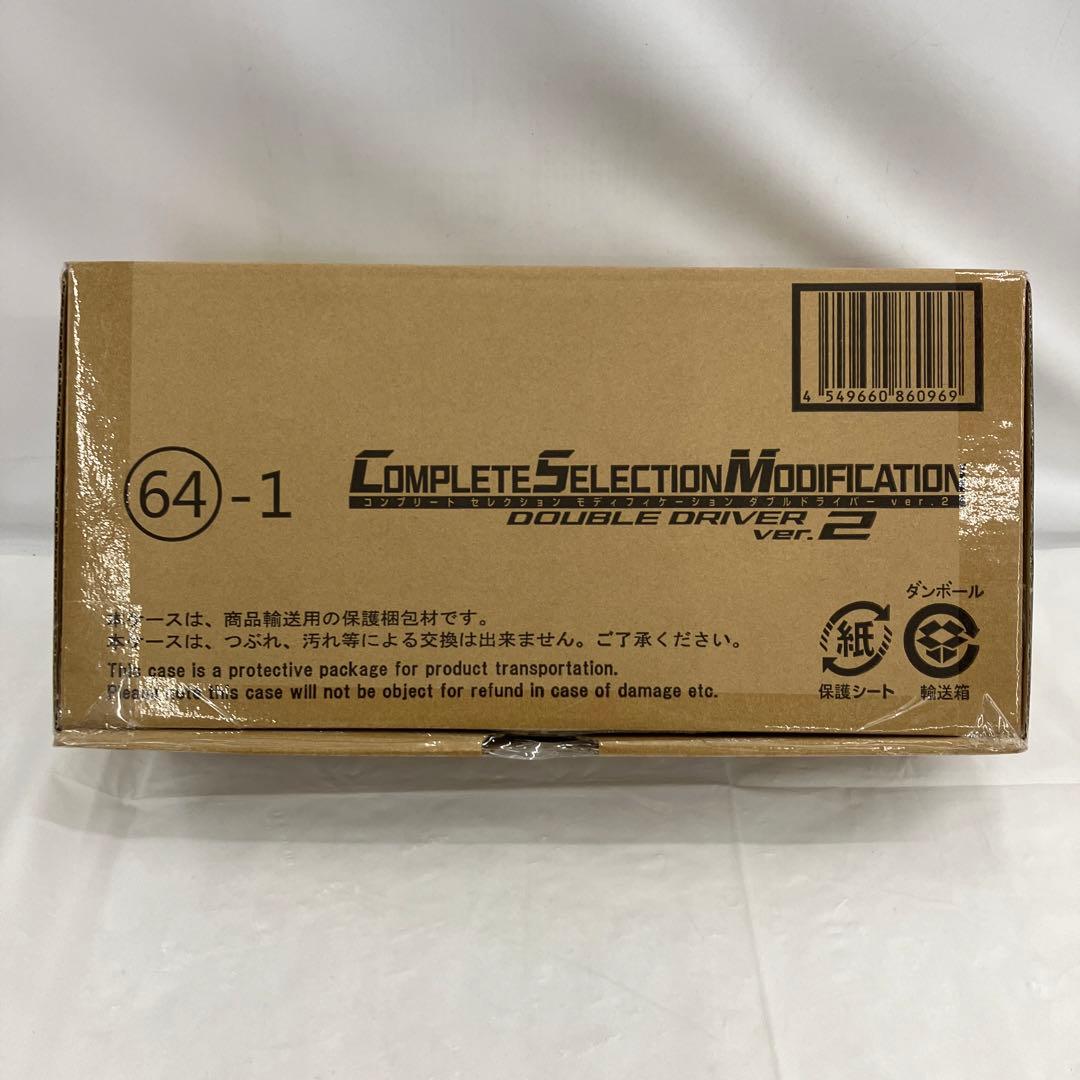 4 549660 860969
64-1
COMPLETE SELECTION MODIFICATION
コンプリート セレクション モディフィケーション ダブルドライバー ver.2
DOUBLE DRIVER
ver. 2
ダンボール
本ケースは、商品輸送用の保護梱包材です。
本ケースは、つぶれ、汚れ等による交換は出来ません。ご了承ください。
This case is a protective package for product transportation.
Please note this case will not be object for refund in case of damage etc.
紙
保護シート
輸送箱